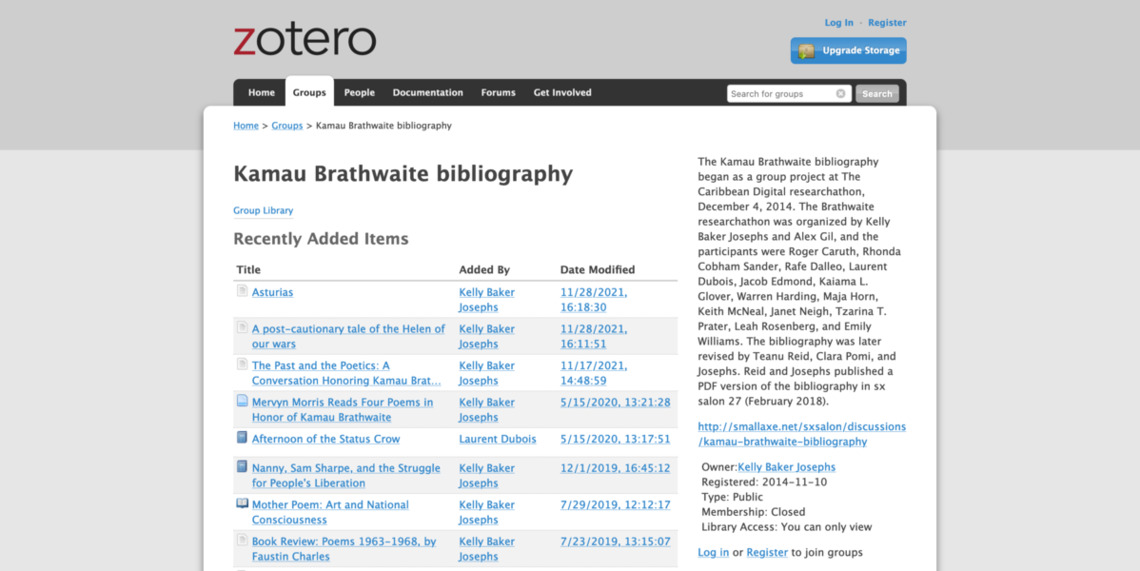 zotero
Log In · Register
Upgrade Storage
Home Groups People Documentation Forums Get Involved
Search for groups
Search
Home > Groups > Kamau Brathwaite bibliography
Kamau Brathwaite bibliography
Group Library
Recently Added Items
Title Added By Date Modified
Asturias
Kelly Baker
Josephs
11/28/2021,
16:18:30
A post-cautionary tale of the Helen of
our wars
Kelly Baker
Josephs
11/28/2021,
16:11:51
The Past and the Poetics: A
Conversation Honoring Kamau Brat...
Kelly Baker
Josephs
11/17/2021,
14:48:59
Mervyn Morris Reads Four Poems in
Honor of Kamau Brathwaite
Kelly Baker
Josephs
5/15/2020, 13:21:28
Afternoon of the Status Crow
Laurent Dubois
5/15/2020, 13:17:51
Nanny, Sam Sharpe, and the Struggle
for People's Liberation
Kelly Baker
Josephs
12/1/2019, 16:45:12
Mother Poem: Art and National
Consciousness
Kelly Baker
Josephs
7/29/2019, 12:12:17
Book Review: Poems 1963-1968, by
Faustin Charles
Kelly Baker
Josephs
7/23/2019, 13:15:07
The Kamau Brathwaite bibliography
began as a group project at The
Caribbean Digital researchathon,
December 4, 2014. The Brathwaite
researchathon was organized by Kelly
Baker Josephs and Alex Gil, and the
participants were Roger Caruth, Rhonda
Cobham Sander, Rafe Dalleo, Laurent
Dubois, Jacob Edmond, Kaiama L.
Glover, Warren Harding, Maja Horn,
Keith McNeal, Janet Neigh, Tzarina T.
Prater, Leah Rosenberg, and Emily
Williams. The bibliography was later
revised by Teanu Reid, Clara Pomi, and
Josephs. Reid and Josephs published a
PDF version of the bibliography in sx
salon 27 (February 2018).
http://smallaxe.net/sxsalon/discussions
/kamau-brathwaite-bibliography
Owner:Kelly Baker Josephs
Registered: 2014-11-10
Type: Public
Membership: Closed
Library Access: You can only view
Log in or Register to join groups